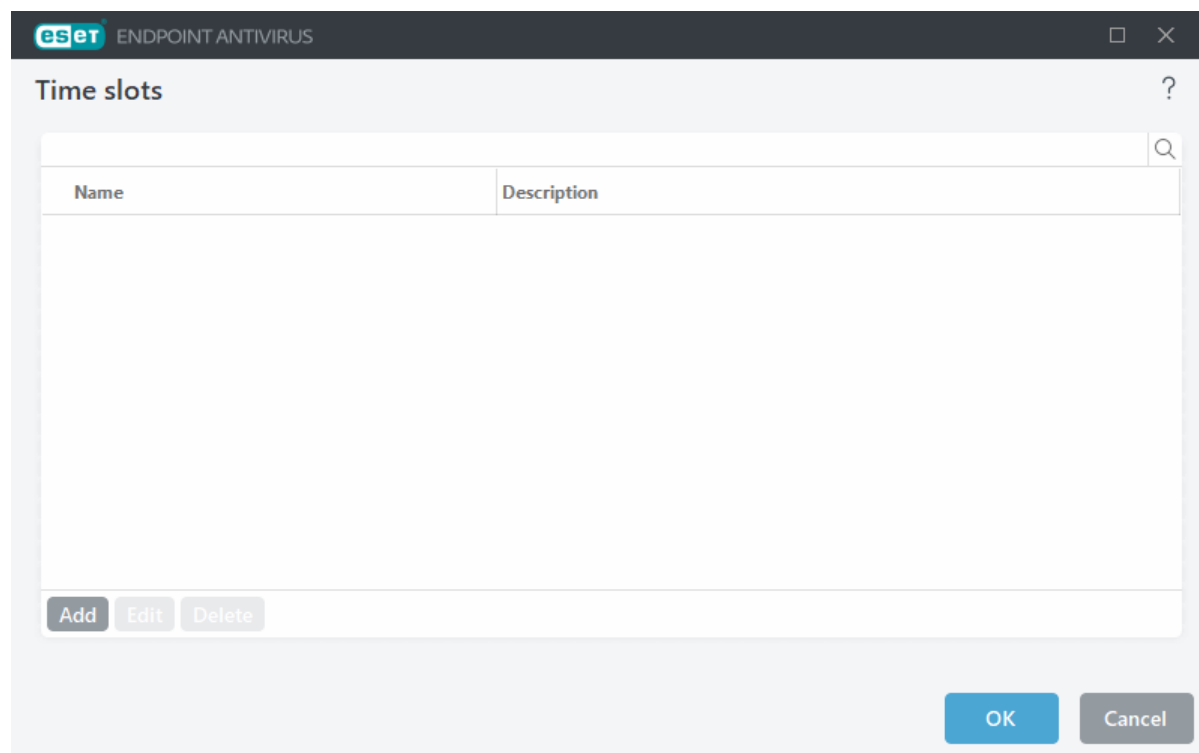 eseT ENDPOINT ANTIVIRUS
Time slots ?
Name Description
Add Edit Delete
OK Cancel